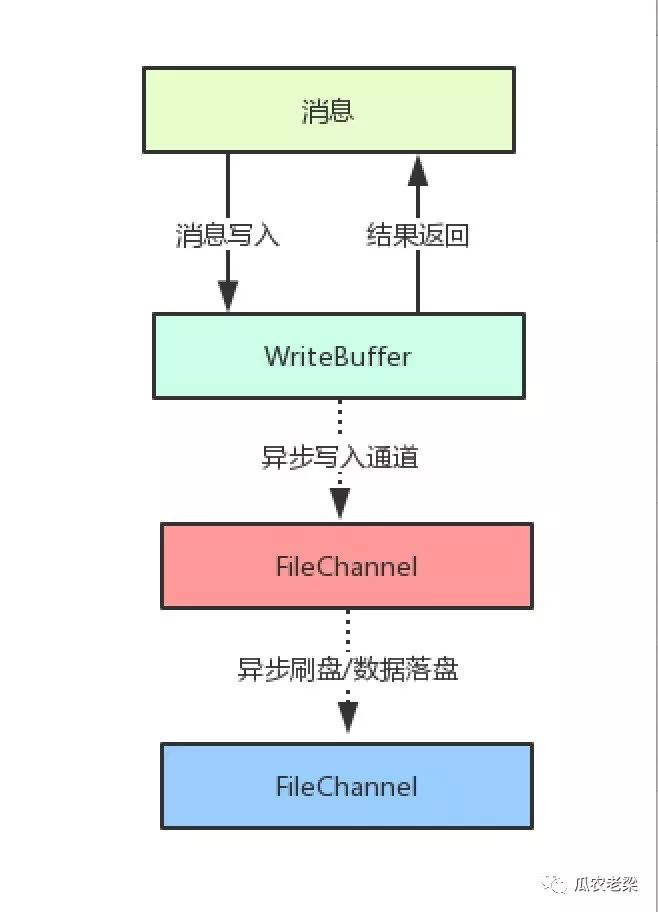 消息
消息写入
结果返回
WriteBuffer
异步写入通道
FileChannel
异步刷盘/数据落盘
FileChannel
瓜农老梁